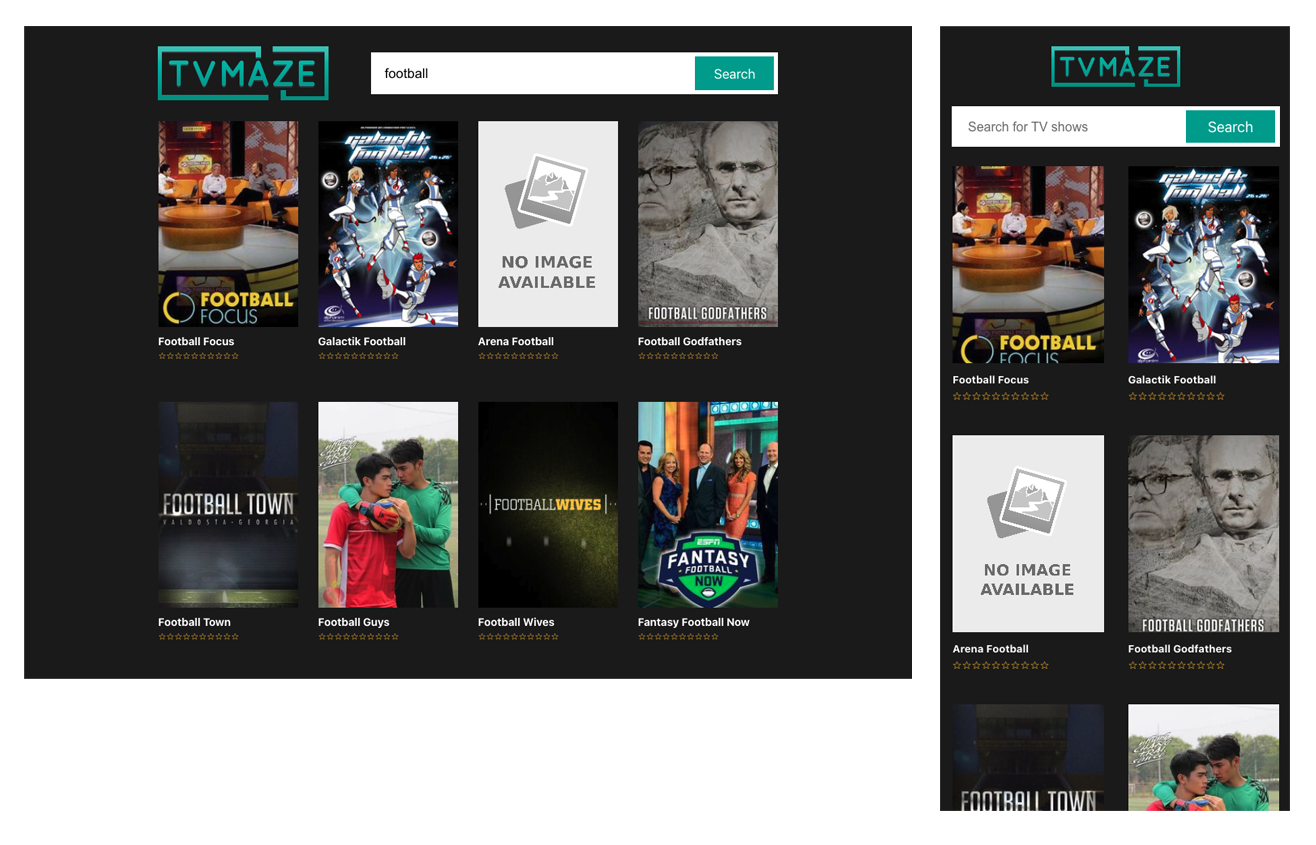 TVMAZE
football
Search
FOOTBALL
FOCUS
galactik
football
26x26'
NO IMAGE
AVAILABLE
FOOTBALL GODFATHERS
Football Focus
Galactik Football
Arena Football
Football Godfathers
☆☆☆☆☆☆☆☆☆☆
☆☆☆☆☆☆☆☆☆☆
☆☆☆☆☆☆☆☆☆☆
☆☆☆☆☆☆☆☆☆☆
FOOTBALL TOWN
VALDOSTA · GEORGIA
FOOTBALLWIVES
ESPN
FANTASY
FOOTBALL
NOW
Football Town
Football Guys
Football Wives
Fantasy Football Now
☆☆☆☆☆☆☆☆☆☆
☆☆☆☆☆☆☆☆☆☆
☆☆☆☆☆☆☆☆☆☆
☆☆☆☆☆☆☆☆☆☆
TVMAZE
Search for TV shows
Search
FOOTBALL
FOCUS
galactik
football
26x26'
Football Focus
Galactik Football
☆☆☆☆☆☆☆☆☆☆
☆☆☆☆☆☆☆☆☆☆
NO IMAGE
AVAILABLE
FOOTBALL GODFATHERS
Arena Football
Football Godfathers
☆☆☆☆☆☆☆☆☆☆
☆☆☆☆☆☆☆☆☆☆
FOOTBALL TOWN